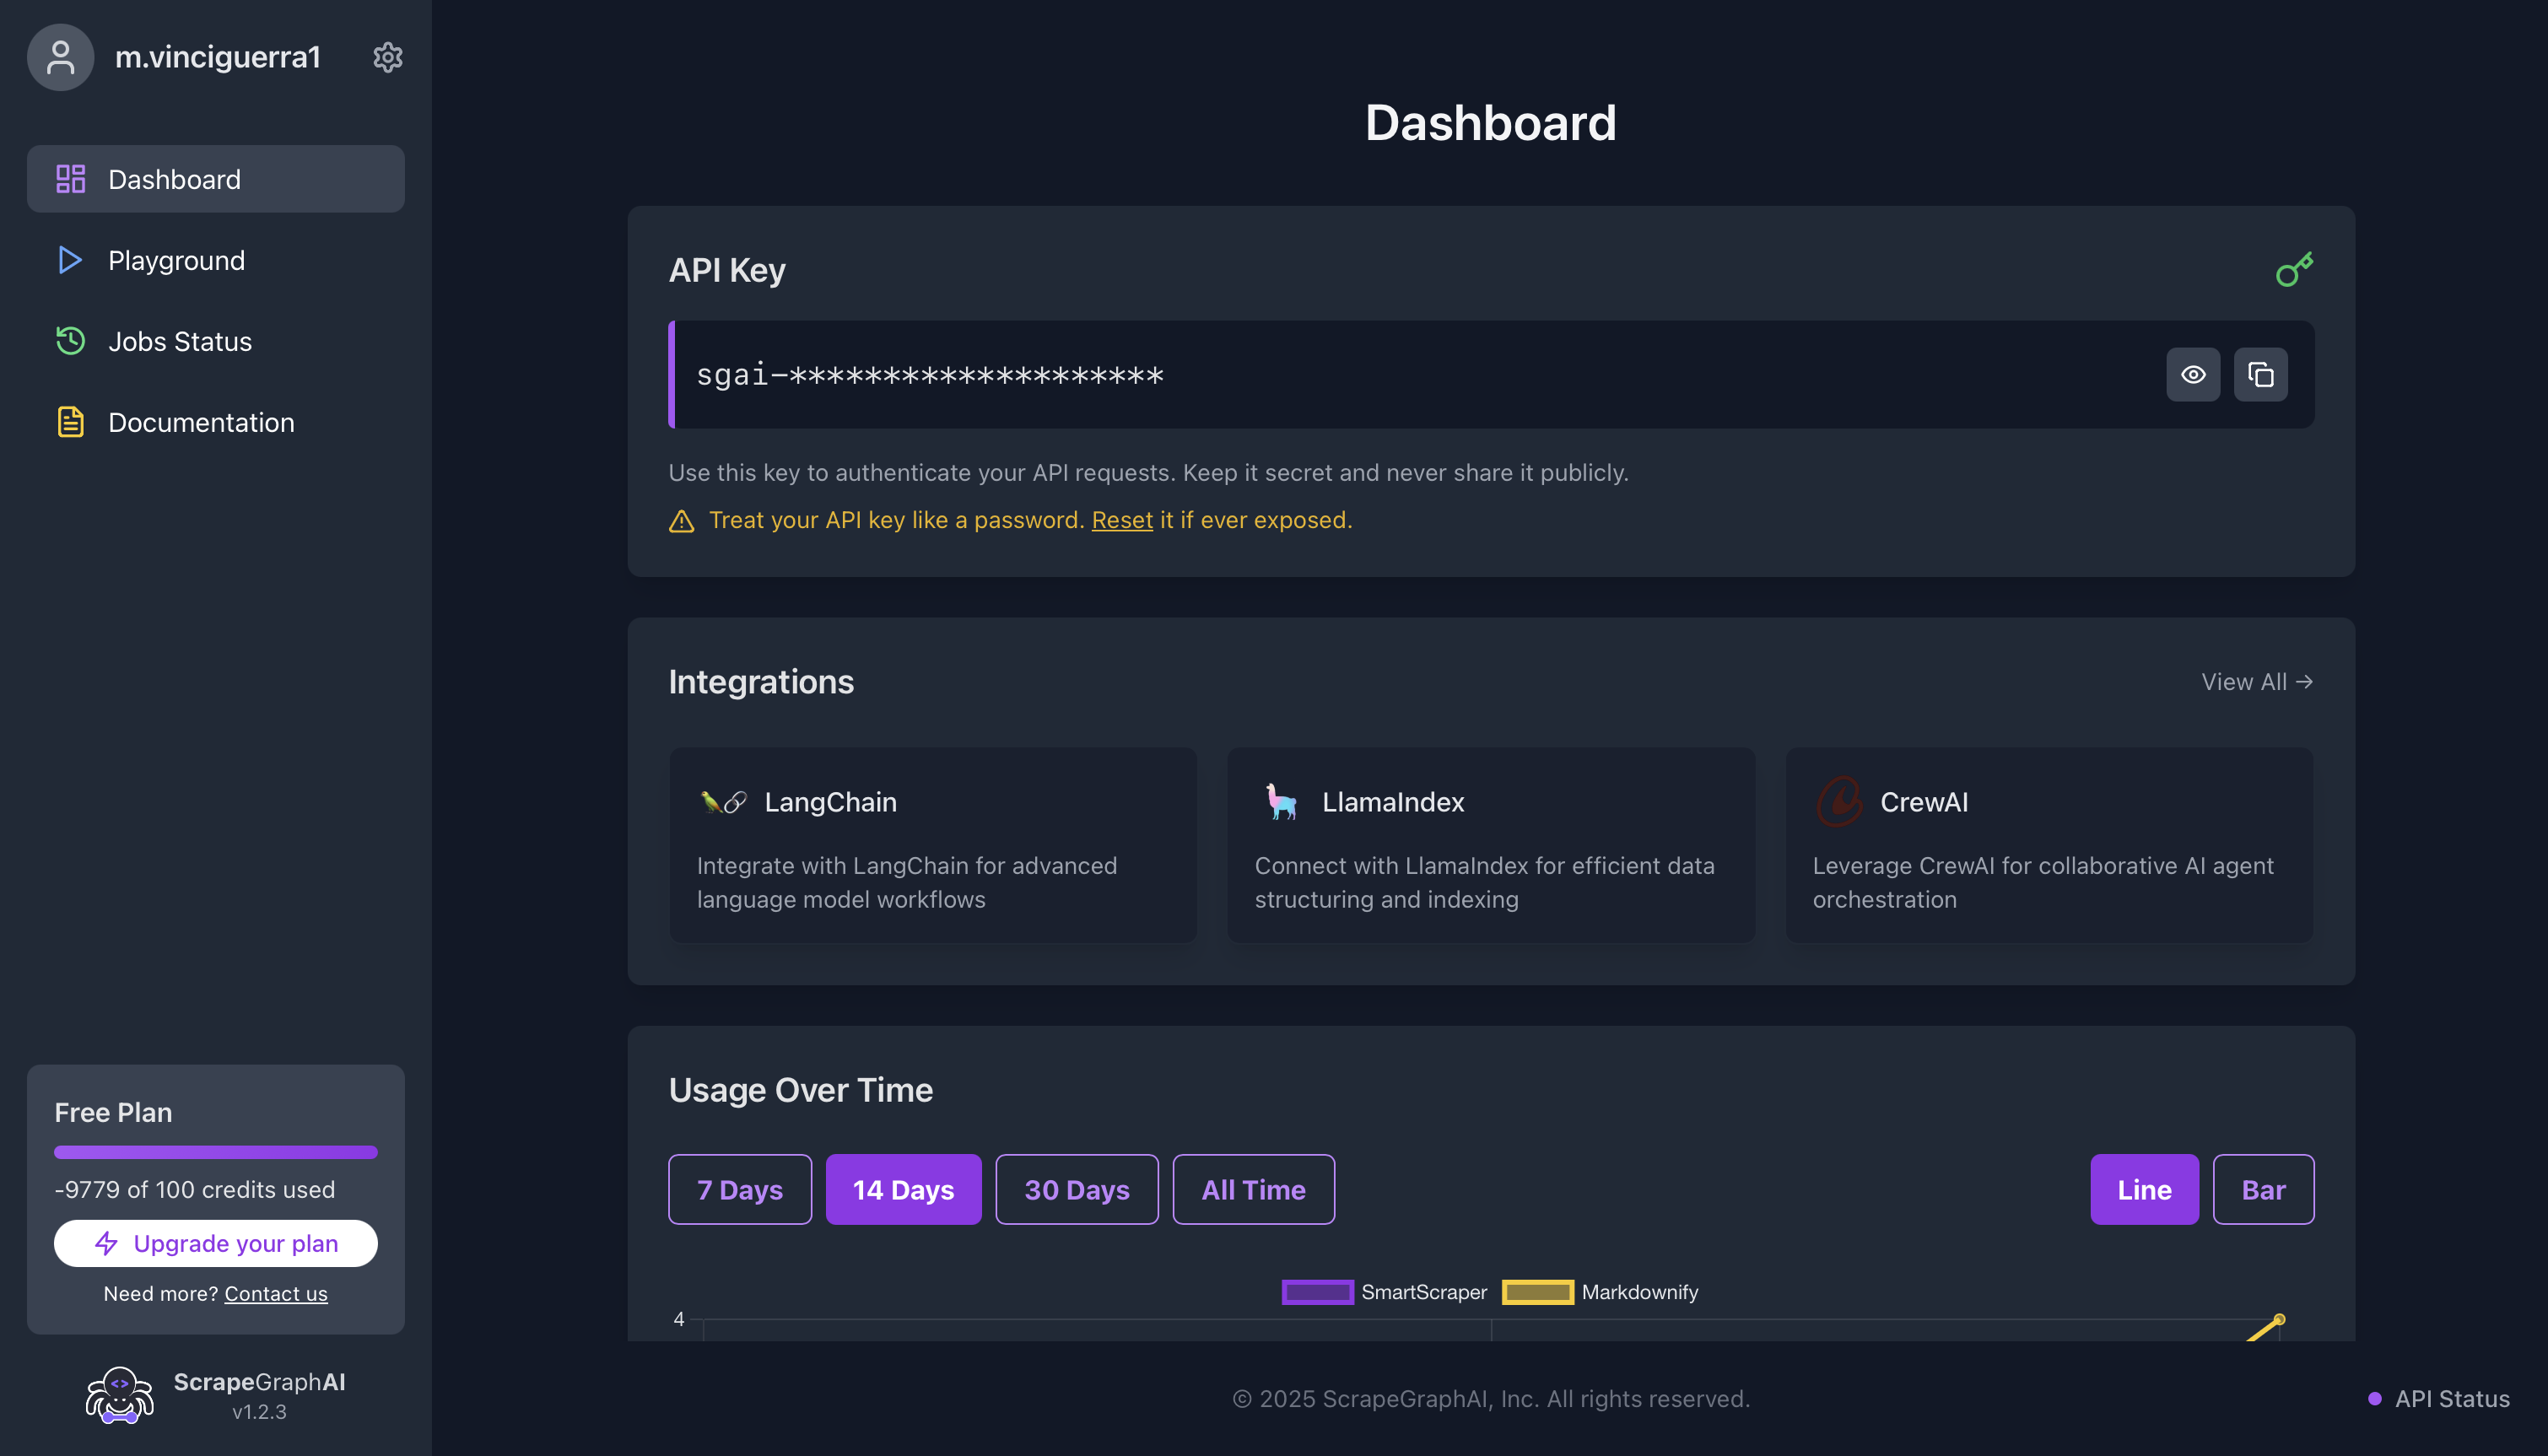 m.vinciguerra1
Dashboard
Playground
Jobs Status
Documentation
Free Plan
-9779 of 100 credits used
Upgrade your plan
Need more? Contact us
ScrapeGraphAI
v1.2.3
Dashboard
API Key
sgai-********************
Use this key to authenticate your API requests. Keep it secret and never share it publicly.
Treat your API key like a password. Reset it if ever exposed.
Integrations
View All →
LangChain
Integrate with LangChain for advanced
language model workflows
LlamaIndex
Connect with LlamaIndex for efficient data
structuring and indexing
CrewAI
Leverage CrewAI for collaborative AI agent
orchestration
Usage Over Time
7 Days
14 Days
30 Days
All Time
Line
Bar
SmartScraper
Markdownify
4
© 2025 ScrapeGraphAI, Inc. All rights reserved.
API Status